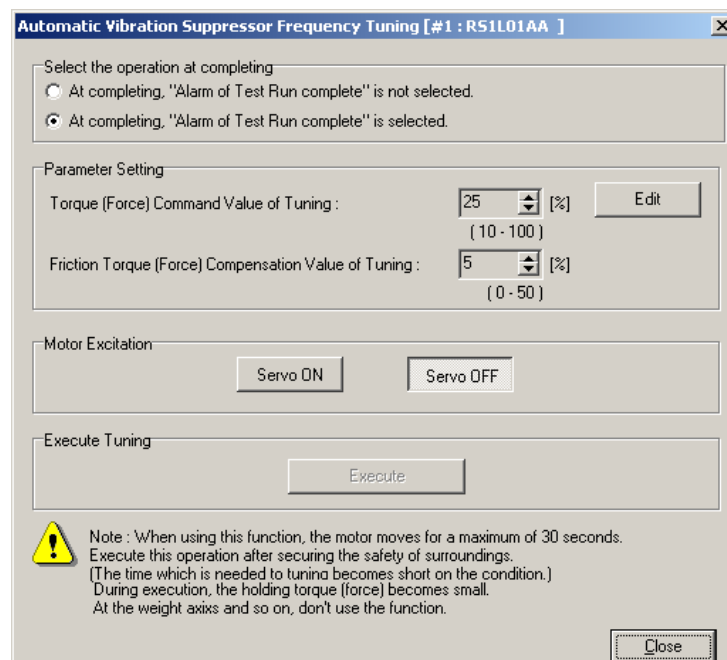 Automatic Vibration Suppressor Frequency Tuning [#1 : RS1L01AA ]
Select the operation at completing
At completing, "Alarm of Test Run complete" is not selected.
At completing, "Alarm of Test Run complete" is selected.
Parameter Setting
Torque (Force) Command Value of Tuning : 25 [%] Edit
( 10 - 100 )
Friction Torque (Force) Compensation Value of Tuning : 5 [%]
( 0 - 50 )
Motor Excitation
Servo ON Servo OFF
Execute Tuning
Execute
Note : When using this function, the motor moves for a maximum of 30 seconds.
Execute this operation after securing the safety of surroundings.
(The time which is needed to tuning becomes short on the condition.)
During execution, the holding torque (force) becomes small.
At the weight axixs and so on, don't use the function.
Close